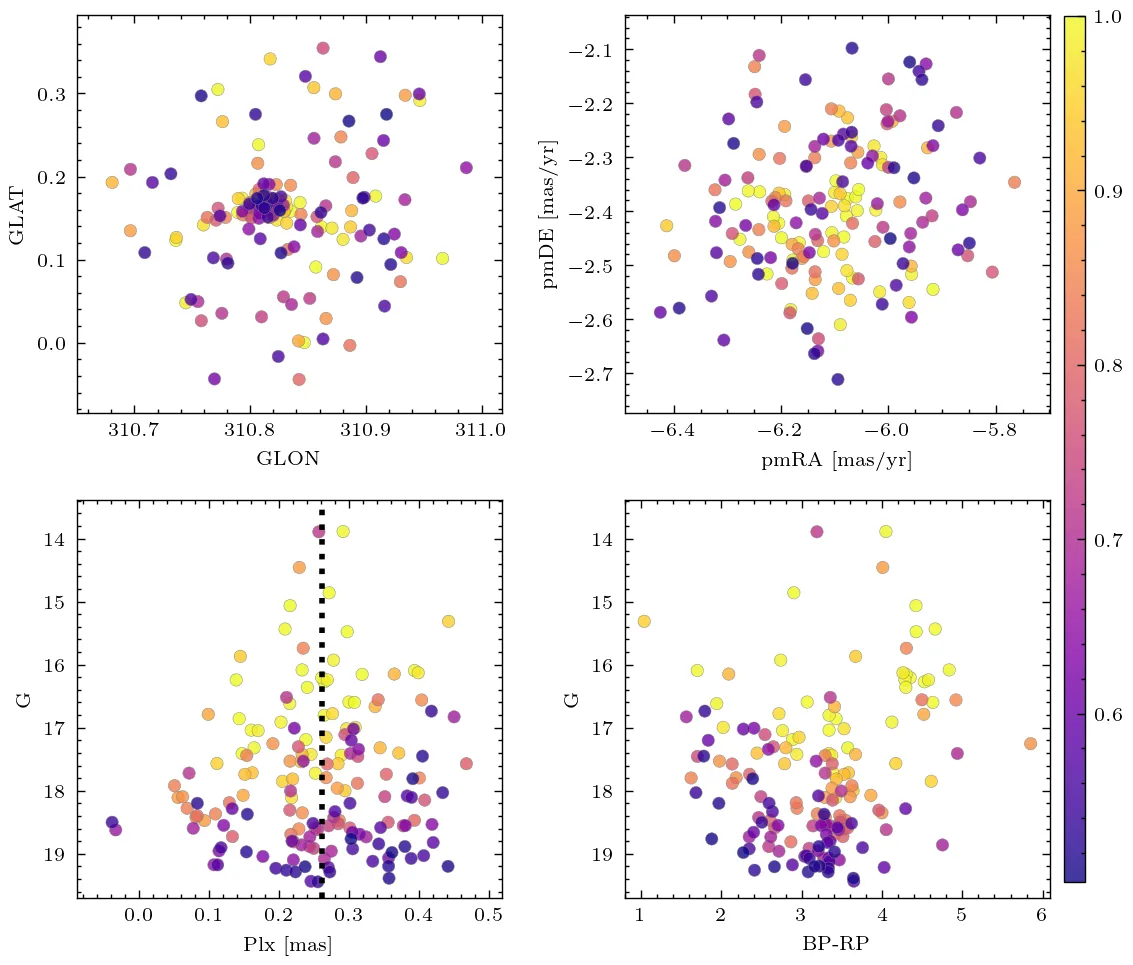 0.3
0.2
0.1
0.0
GLAT
310.7 310.8 310.9 311.0
GLON
−2.1
−2.2
−2.3
−2.4
−2.5
−2.6
−2.7
pmDE [mas/yr]
−6.4 −6.2 −6.0 −5.8
pmRA [mas/yr]
1.0
0.9
0.8
0.7
0.6
14
15
16
17
18
19
G
0.0 0.1 0.2 0.3 0.4 0.5
Plx [mas]
14
15
16
17
18
19
G
1 2 3 4 5 6
BP-RP